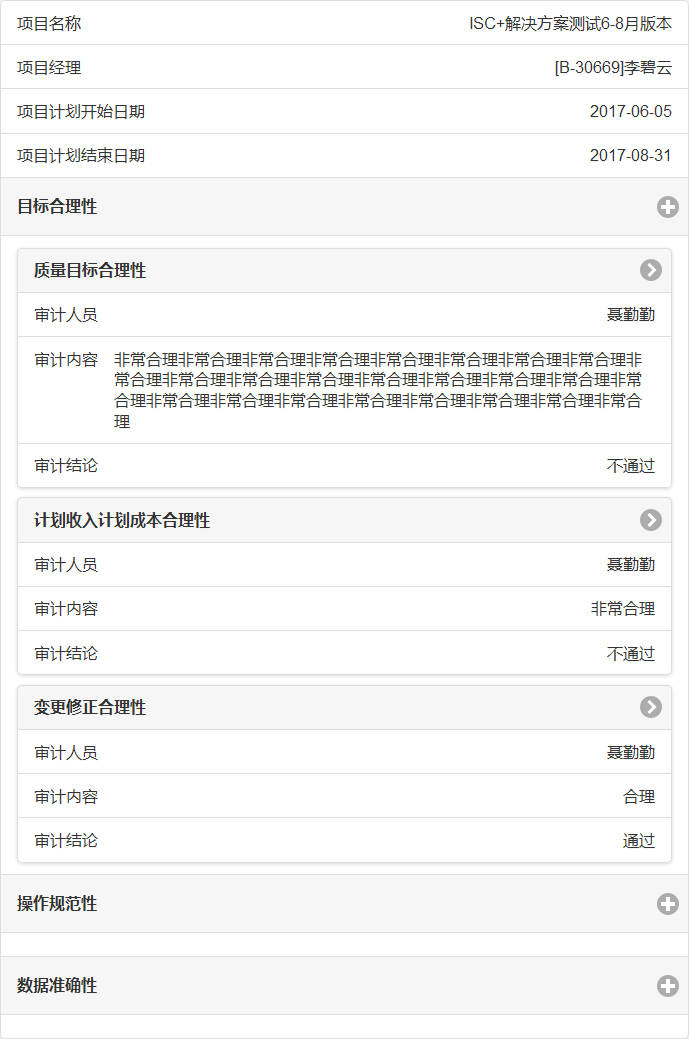 项目名称 ISC+解决方案测试6-8月版本
项目经理 [B-30669]李碧云
项目计划开始日期 2017-06-05
项目计划结束日期 2017-08-31
目标合理性
质量目标合理性
审计人员 聂勤勤
审计内容 非常合理非常合理非常合理非常合理非常合理非常合理非常合理非常合理非
常合理非常合理非常合理非常合理非常合理非常合理非常合理非常合理非常
合理非常合理非常合理非常合理非常合理非常合理非常合理非常合理非常合
理
审计结论 不通过
计划收入计划成本合理性
审计人员 聂勤勤
审计内容 非常合理
审计结论 不通过
变更修正合理性
审计人员 聂勤勤
审计内容 合理
审计结论 通过
操作规范性
数据准确性